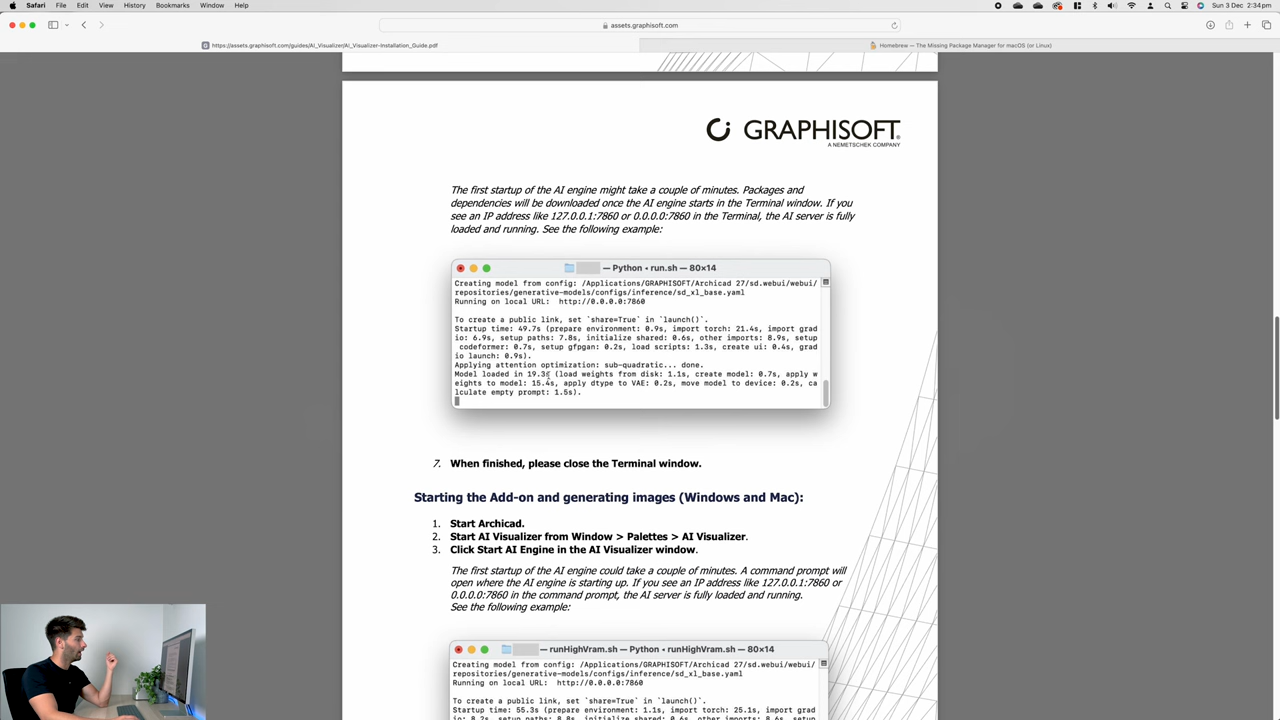 Safari File Edit View History Bookmarks Window Help
Sun 3 Dec 2:34 pm
assets.graphisoft.com
https://assets.graphisoft.com/guides/AI_Visualizer/AI_Visualizer-Installation_Guide.pdf
Homebrew — The Missing Package Manager for macOS (or Linux)
GRAPHISOFT®
A NEMETSCHEK COMPANY
The first startup of the AI engine might take a couple of minutes. Packages and
dependencies will be downloaded once the AI engine starts in the Terminal window. If you
see an IP address like 127.0.0.1:7860 or 0.0.0.0:7860 in the Terminal, the AI server is fully
loaded and running. See the following example:
— Python ◂ run.sh — 80×14
Creating model from config: /Applications/GRAPHISOFT/Archicad 27/sd.webui/webui/
repositories/generative-models/configs/inference/sd_xl_base.yaml
Running on local URL: http://0.0.0.0:7860
To create a public link, set `share=True` in `launch()`.
Startup time: 49.7s (prepare environment: 0.9s, import torch: 21.4s, import grad
io: 6.9s, setup paths: 7.8s, initialize shared: 0.6s, other imports: 8.9s, setup
codeformer: 0.7s, setup gfpgan: 0.2s, load scripts: 1.3s, create ui: 0.4s, grad
io launch: 0.9s).
Applying attention optimization: sub-quadratic... done.
Model loaded in 19.3s (load weights from disk: 1.1s, create model: 0.7s, apply w
eights to model: 15.4s, apply dtype to VAE: 0.2s, move model to device: 0.2s, ca
lculate empty prompt: 1.5s).
7. When finished, please close the Terminal window.
Starting the Add-on and generating images (Windows and Mac):
1. Start Archicad.
2. Start AI Visualizer from Window > Palettes > AI Visualizer.
3. Click Start AI Engine in the AI Visualizer window.
The first startup of the AI engine could take a couple of minutes. A command prompt will
open where the AI engine is starting up. If you see an IP address like 127.0.0.1:7860 or
0.0.0.0:7860 in the command prompt, the AI server is fully loaded and running.
See the following example:
— runHighVram.sh — Python ◂ runHighVram.sh — 80×14
Creating model from config: /Applications/GRAPHISOFT/Archicad 27/sd.webui/webui/
repositories/generative-models/configs/inference/sd_xl_base.yaml
Running on local URL: http://0.0.0.0:7860
To create a public link, set `share=True` in `launch()`.
Startup time: 55.3s (prepare environment: 1.1s, import torch: 25.1s, import grad